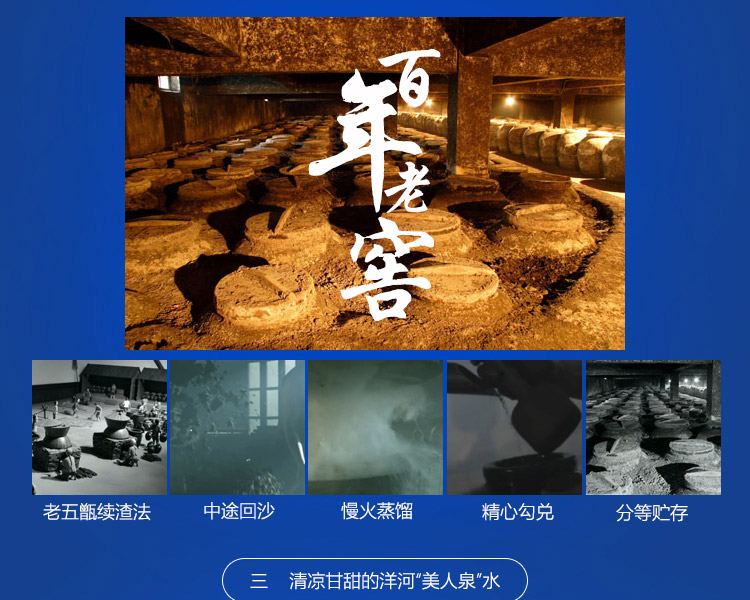 百年老窖
老五甑续渣法
中途回沙
慢火蒸馏
精心勾兑
分等贮存
三 清凉甘甜的洋河“美人泉”水